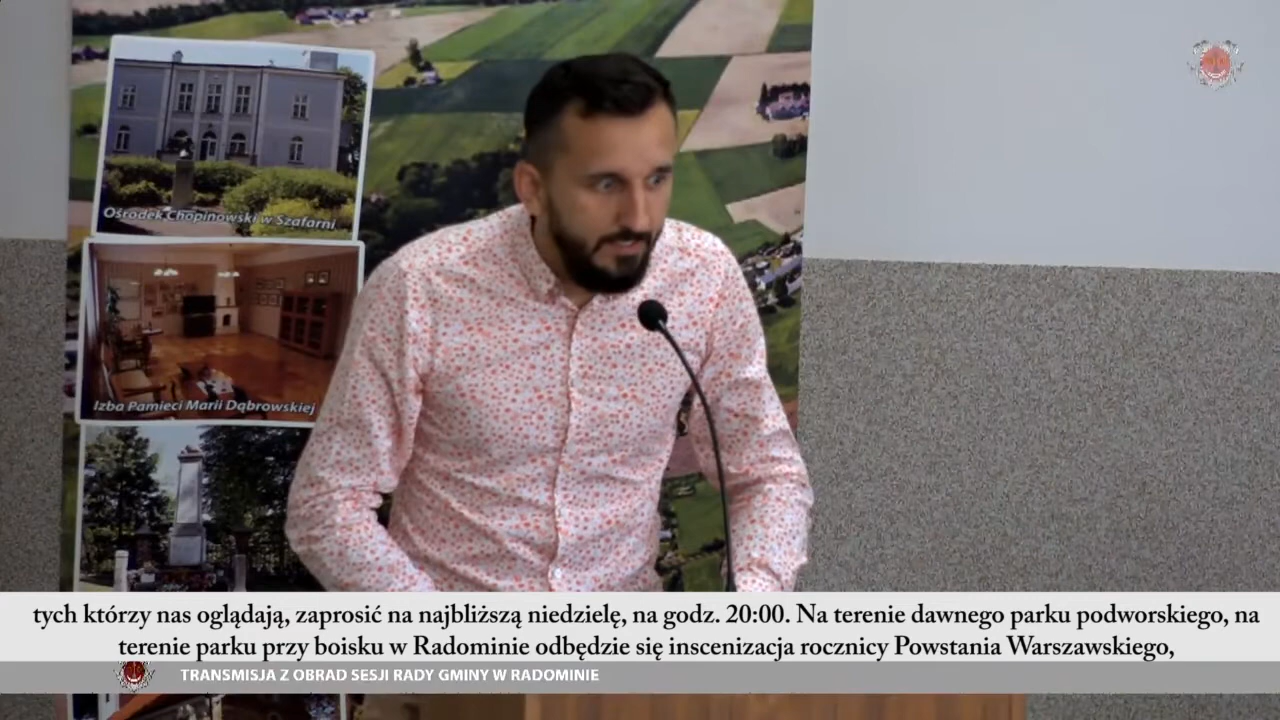 Ośrodek Chopinowski w Szafarni
Izba Pamieci Marii Dąbrowskiej
tych którzy nas oglądają, zaprosić na najbliższą niedzielę, na godz. 20:00. Na terenie dawnego parku podworskiego, na
terenie parku przy boisku w Radominie odbędzie się inscenizacja rocznicy Powstania Warszawskiego,
TRANSMISJA Z OBRAD SESJI RADY GMINY W RADOMINIE